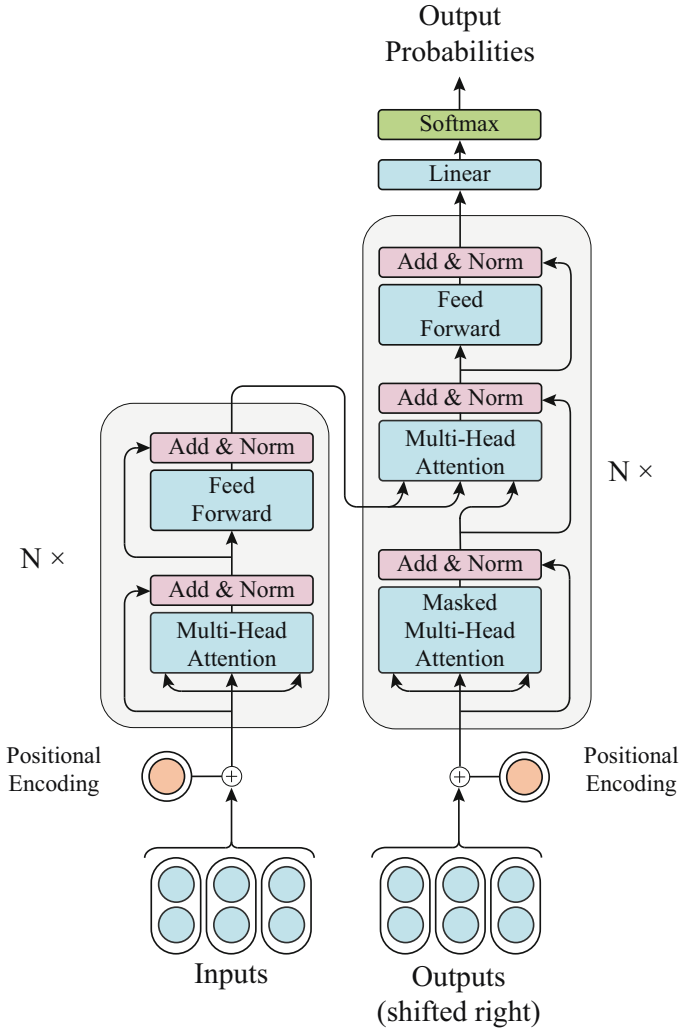 Output
Probabilities
Softmax
Linear
Add & Norm
Feed
Forward
Add & Norm
Multi-Head
Attention
N ×
Add & Norm
Masked
Multi-Head
Attention
Add & Norm
Feed
Forward
N ×
Add & Norm
Multi-Head
Attention
Positional
Encoding
+
+
Positional
Encoding
Inputs
Outputs
(shifted right)